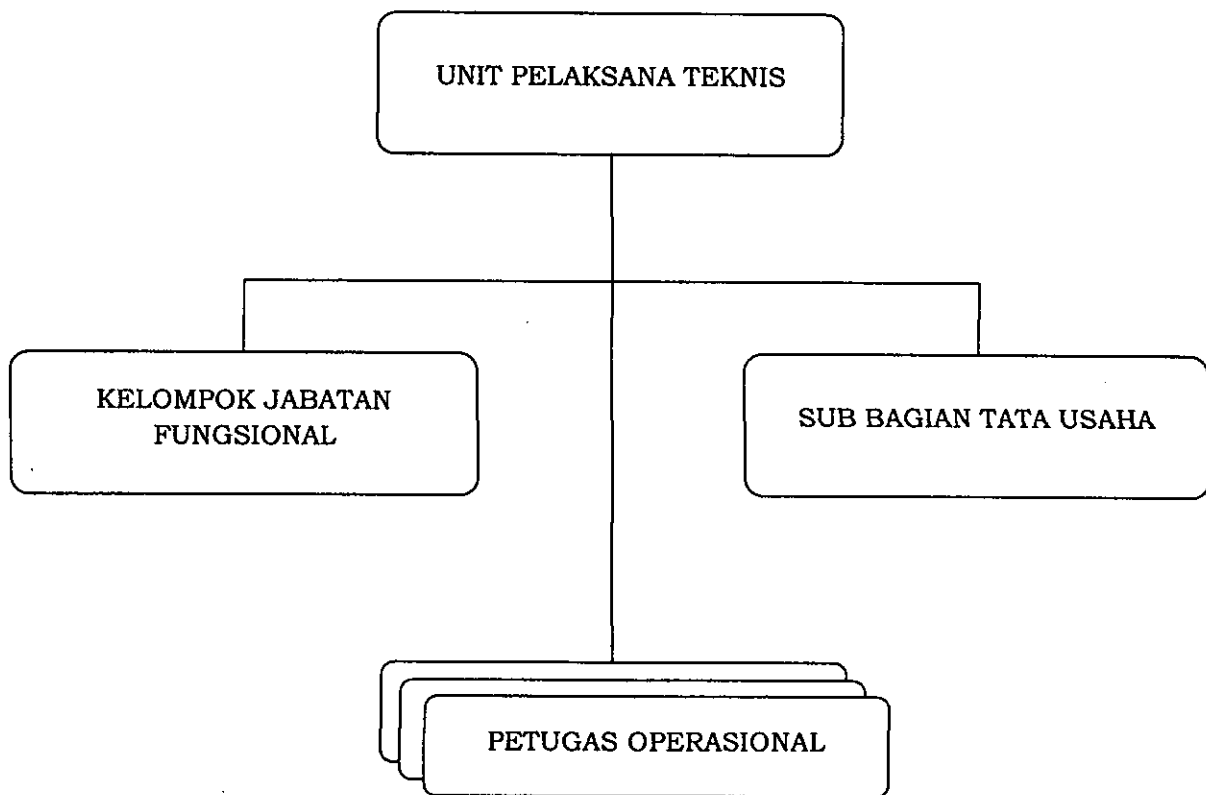 UNIT PELAKSANA TEKNIS
KELOMPOK JABATAN
FUNGSIONAL
SUB BAGIAN TATA USAHA
PETUGAS OPERASIONAL